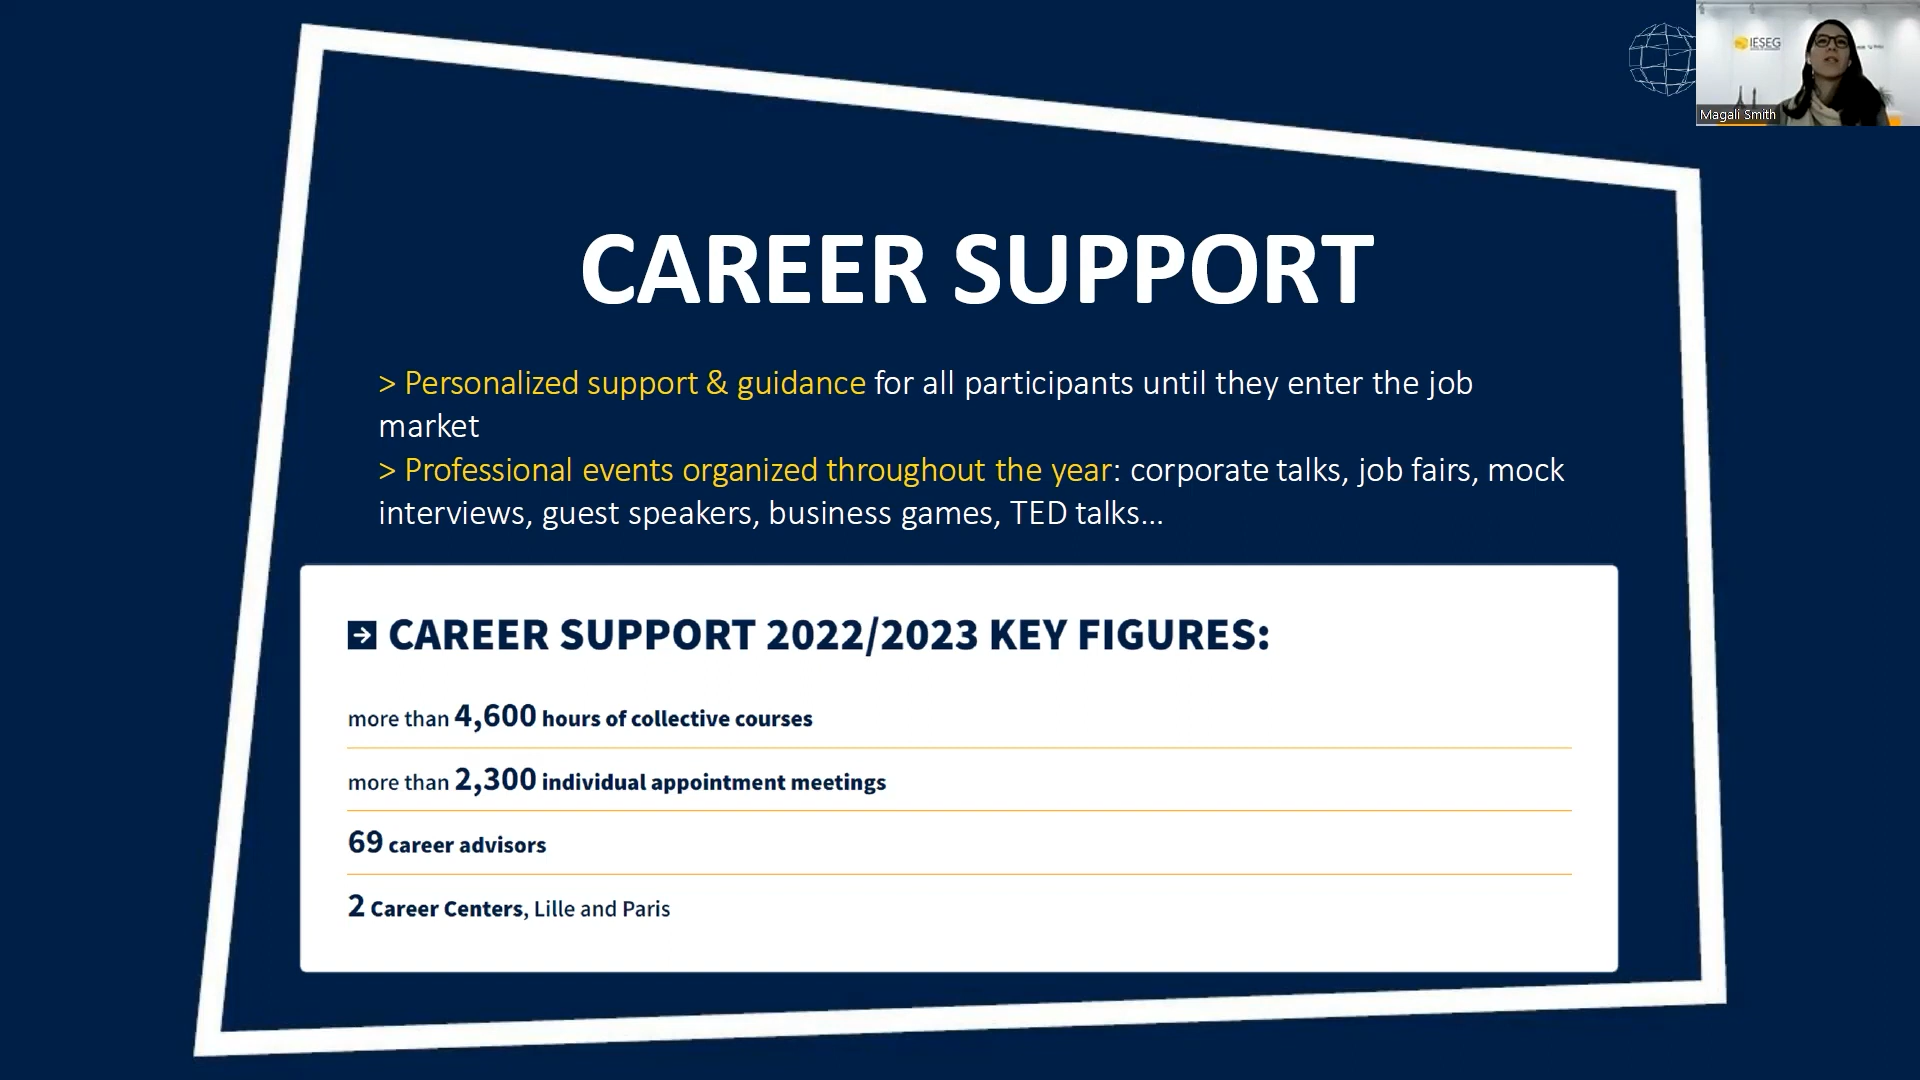 IESEG
Magali Smith
CAREER SUPPORT
> Personalized support & guidance for all participants until they enter the job
market
> Professional events organized throughout the year: corporate talks, job fairs, mock
interviews, guest speakers, business games, TED talks...
CAREER SUPPORT 2022/2023 KEY FIGURES:
more than 4,600 hours of collective courses
more than 2,300 individual appointment meetings
69 career advisors
2 Career Centers, Lille and Paris